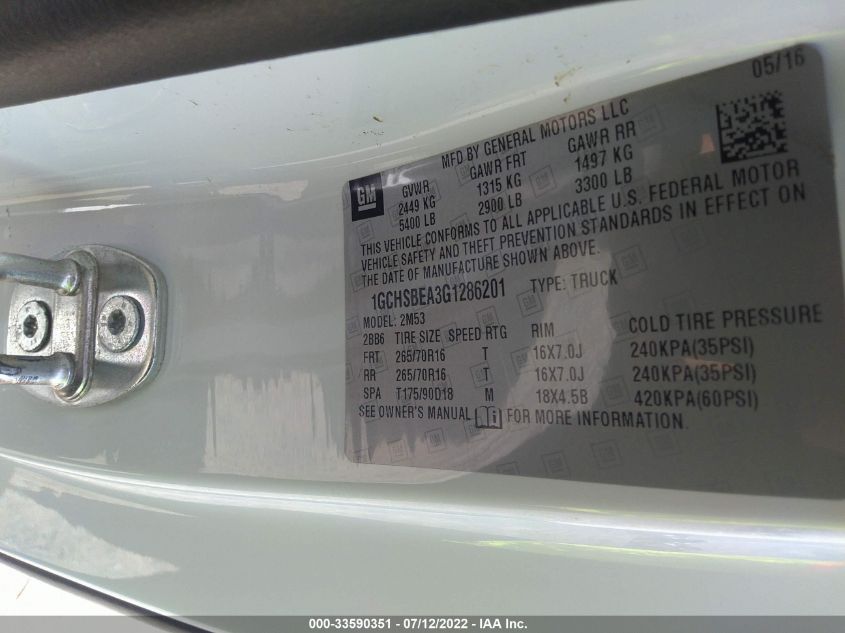 05/16
MFD BY GENERAL MOTORS LLC
GM
GVWR GAWR FRT GAWR RR
2449 KG 1315 KG 1497 KG
5400 LB 2900 LB 3300 LB
THIS VEHICLE CONFORMS TO ALL APPLICABLE U.S. FEDERAL MOTOR
VEHICLE SAFETY AND THEFT PREVENTION STANDARDS IN EFFECT ON
THE DATE OF MANUFACTURE SHOWN ABOVE.
1GCHSBEA3G1286201 TYPE: TRUCK
MODEL: 2M53
2BB6 TIRE SIZE SPEED RTG RIM COLD TIRE PRESSURE
FRT 265/70R16 T 16X7.0J 240KPA(35PSI)
RR 265/70R16 T 16X7.0J 240KPA(35PSI)
SPA T175/90D18 M 18X4.5B 420KPA(60PSI)
SEE OWNER'S MANUAL FOR MORE INFORMATION.
000-33590351 - 07/12/2022 - IAA Inc.